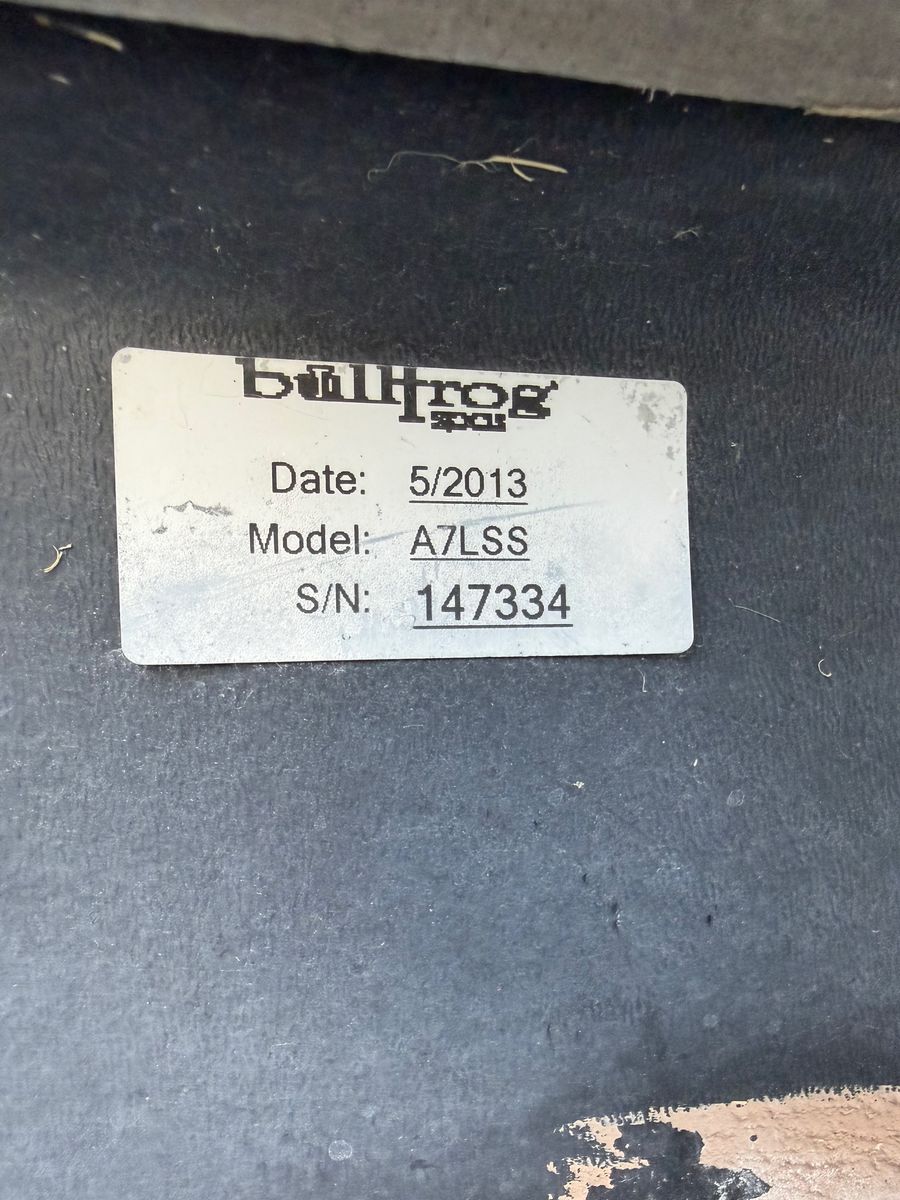 bullfrog
spas
Date: 5/2013
Model: A7LSS
S/N: 147334